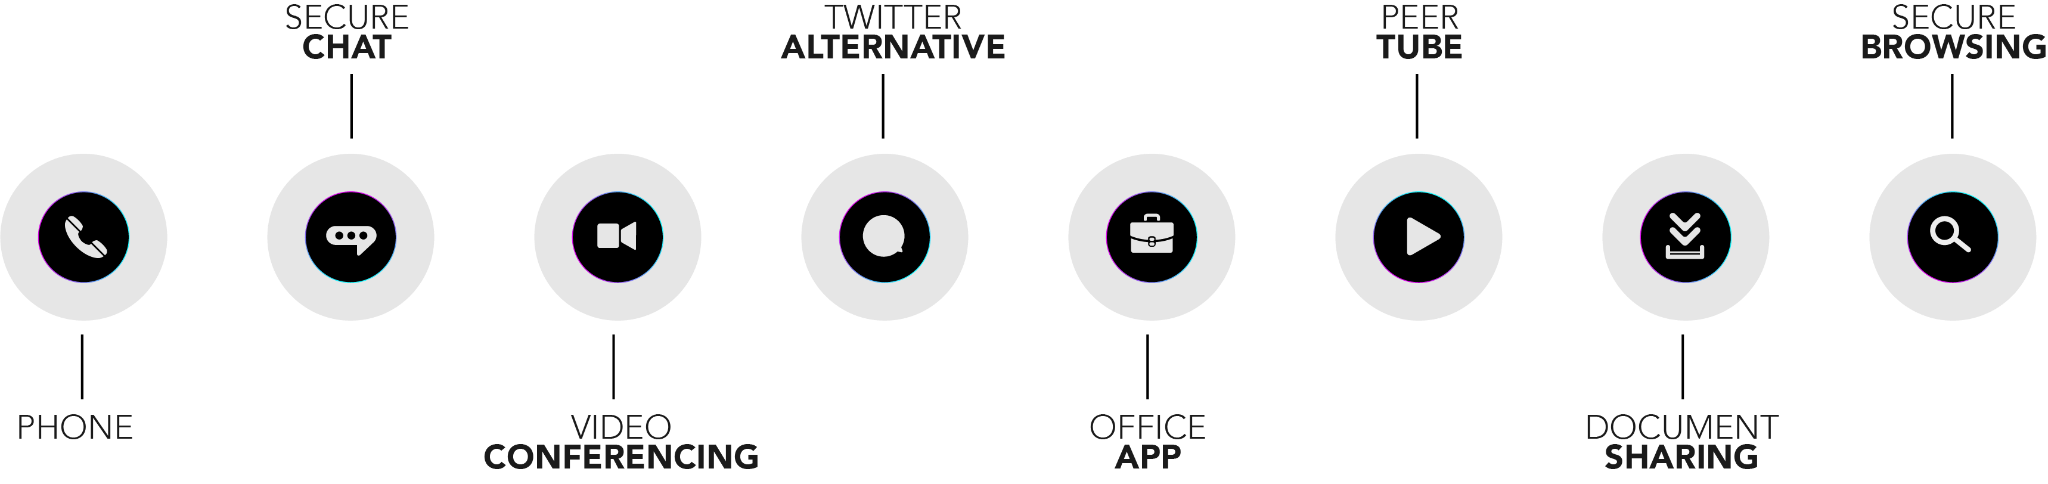 SECURE
CHAT
TWITTER
ALTERNATIVE
PEER
TUBE
SECURE
BROWSING
PHONE
VIDEO
CONFERENCING
OFFICE
APP
DOCUMENT
SHARING